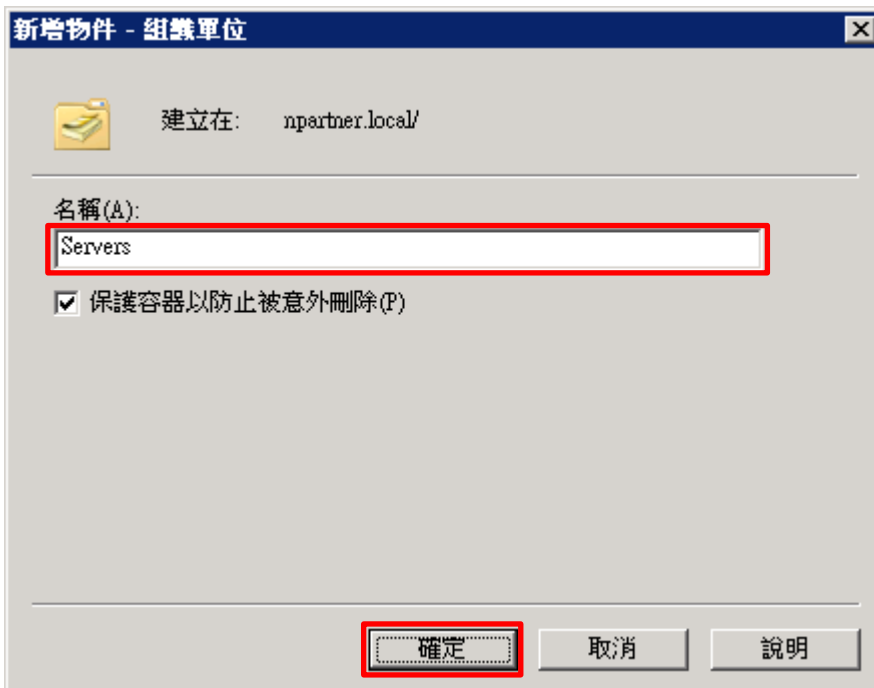 新增物件 - 組織單位
建立在: npartner.local/
名稱(A):
Servers
保護容器以防止被意外刪除(P)
確定 取消 說明